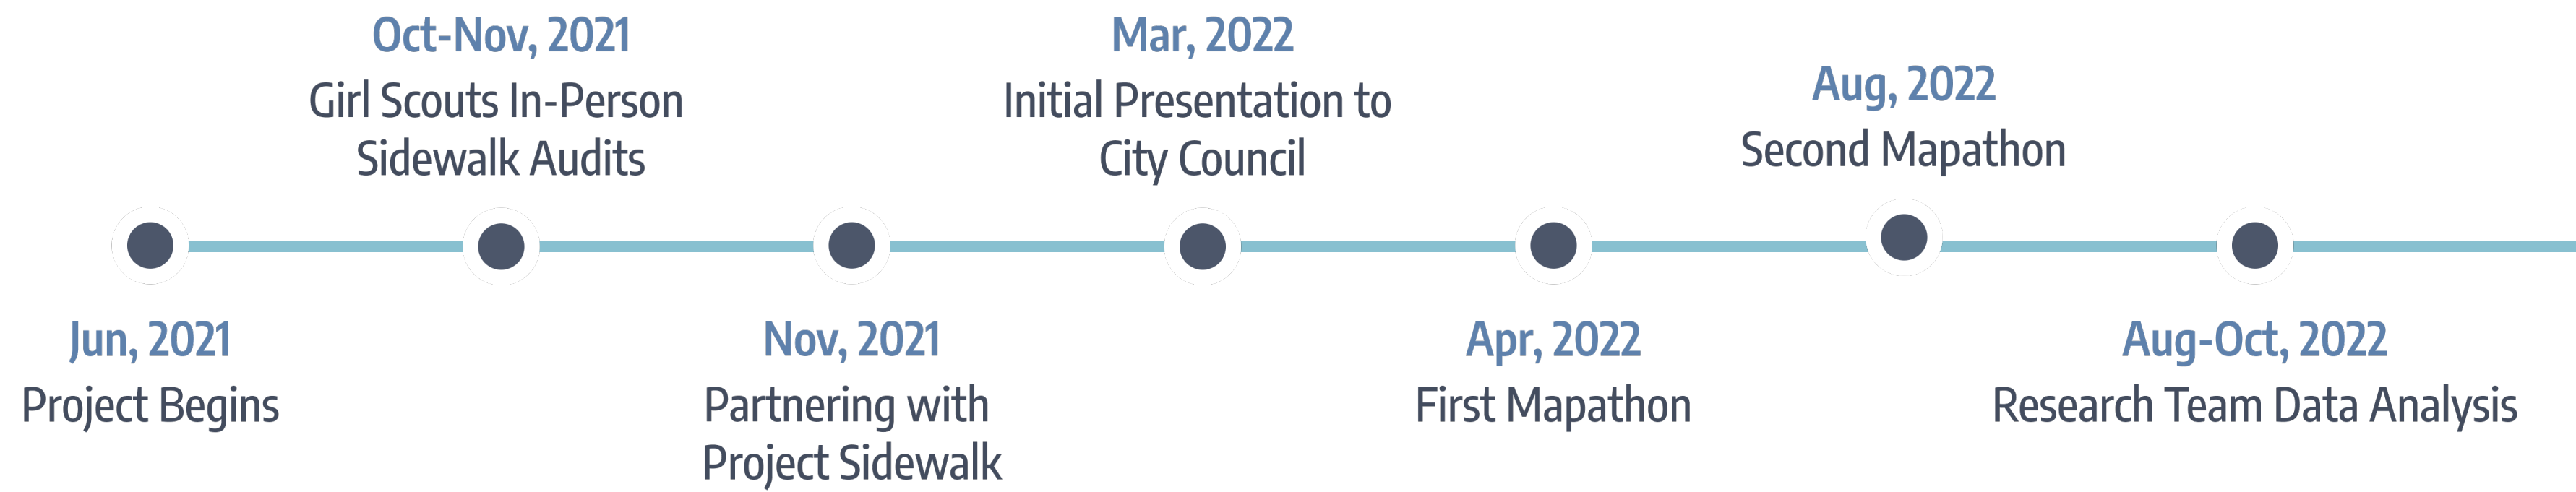 Jun, 2021
Project Begins
Oct-Nov, 2021
Girl Scouts In-Person
Sidewalk Audits
Nov, 2021
Partnering with
Project Sidewalk
Mar, 2022
Initial Presentation to
City Council
Apr, 2022
First Mapathon
Aug, 2022
Second Mapathon
Aug-Oct, 2022
Research Team Data Analysis